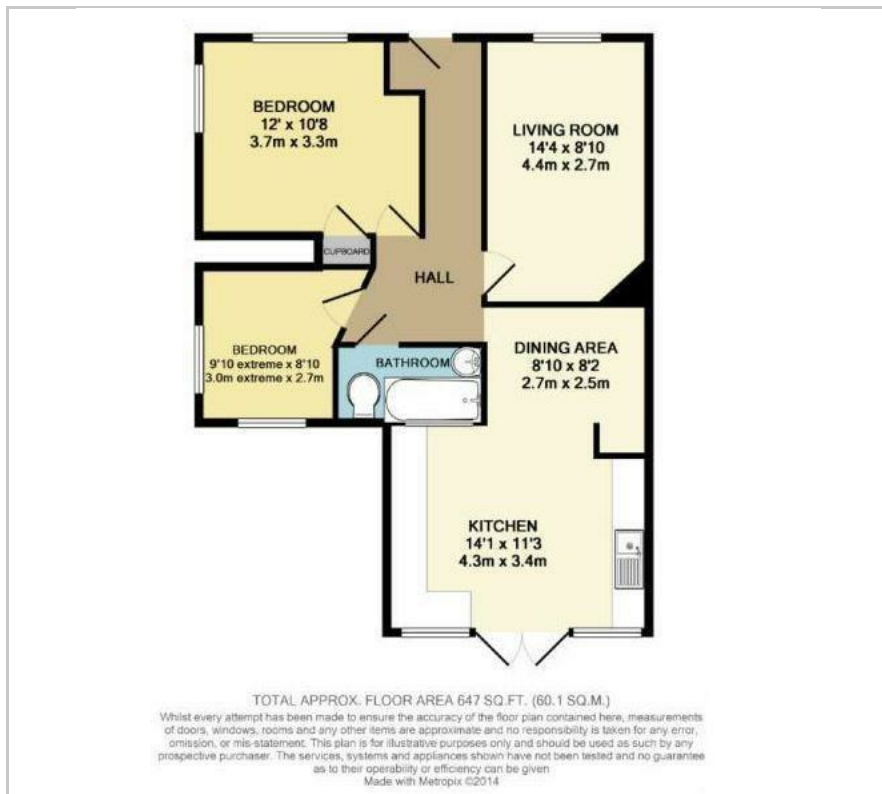 BEDROOM
12' x 10'8
3.7m x 3.3m
LIVING ROOM
14'4 x 8'10
4.4m x 2.7m
CUPBOARD
HALL
BEDROOM
9'10 extreme x 8'10
3.0m extreme x 2.7m
BATHROOM
DINING AREA
8'10 x 8'2
2.7m x 2.5m
KITCHEN
14'1 x 11'3
4.3m x 3.4m
TOTAL APPROX. FLOOR AREA 647 SQ.FT. (60.1 SQ.M.)
Whilst every attempt has been made to ensure the accuracy of the floor plan contained here, measurements
of doors, windows, rooms and any other items are approximate and no responsibility is taken for any error,
omission, or mis-statement. This plan is for illustrative purposes only and should be used as such by any
prospective purchaser. The services, systems and appliances shown have not been tested and no guarantee
as to their operability or efficiency can be given
Made with Metropix ©2014